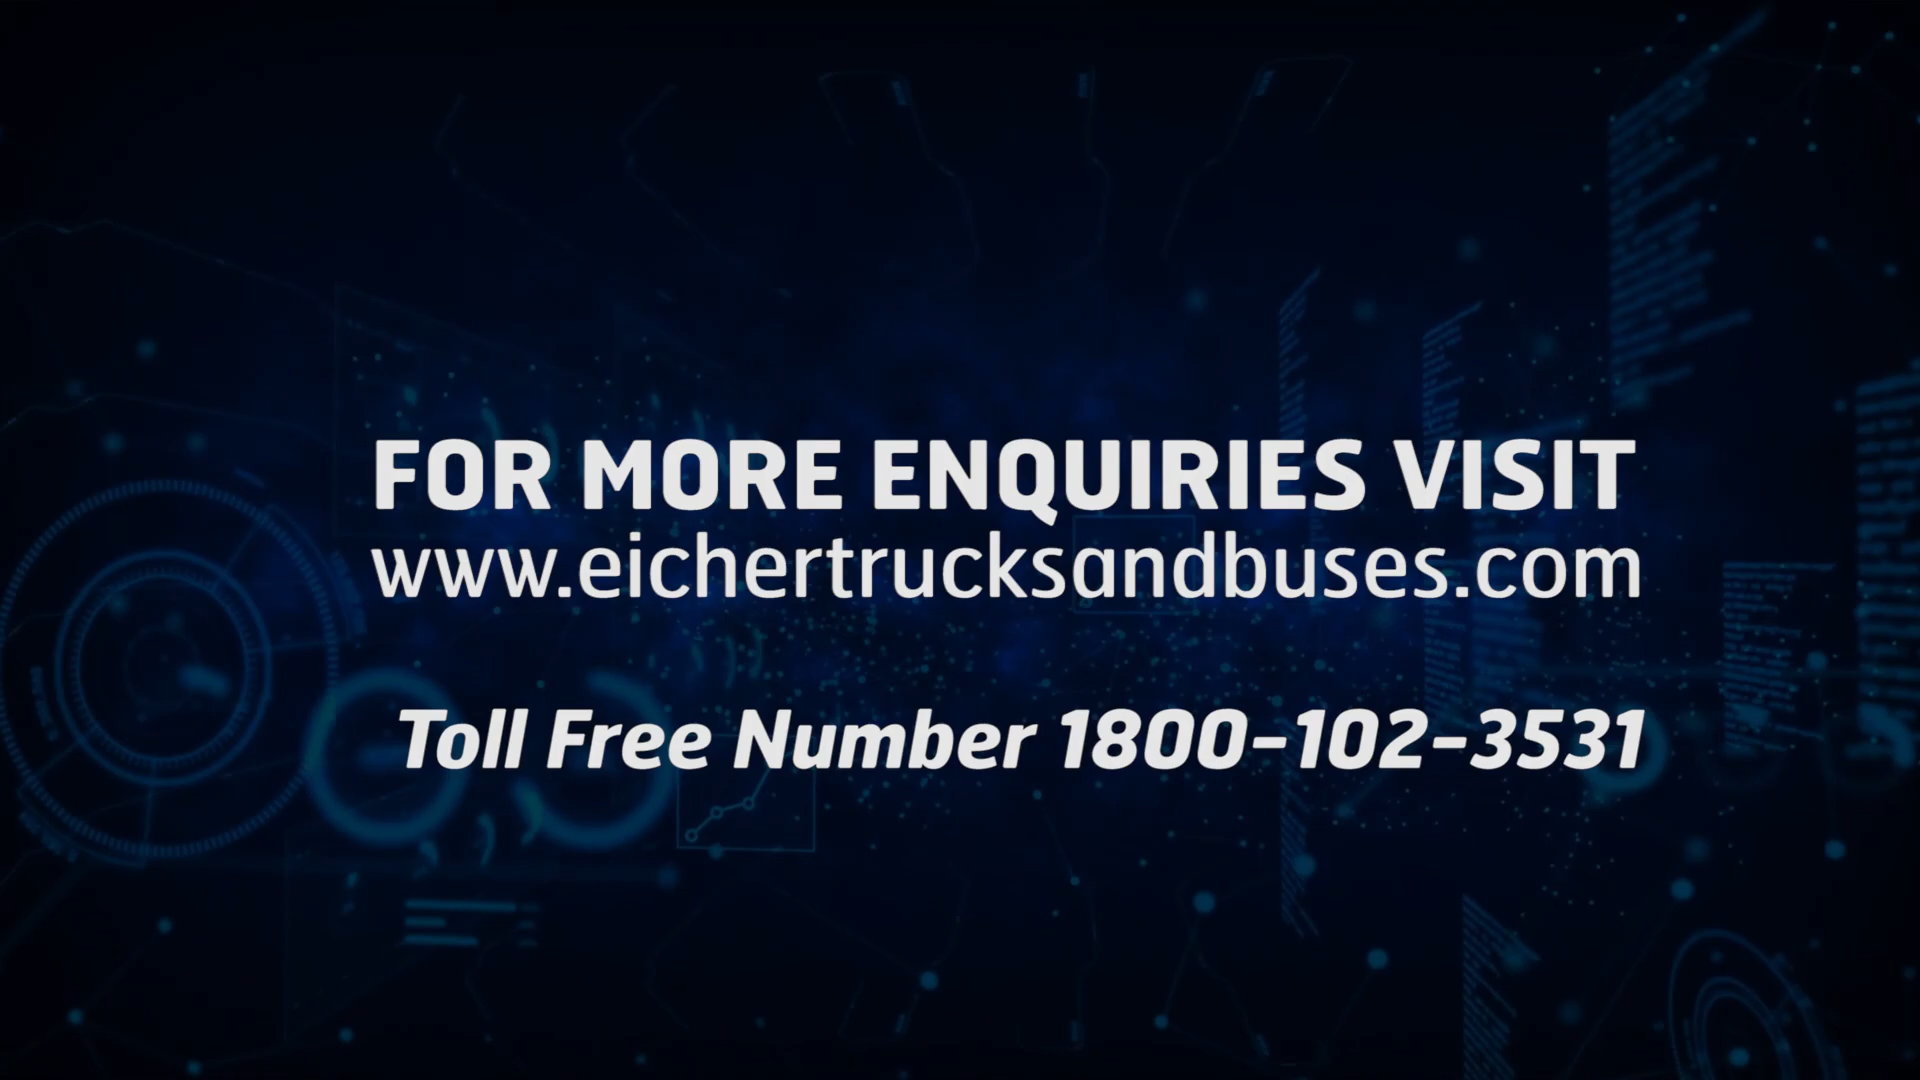 FOR MORE ENQUIRIES VISIT
www.eichertrucksandbuses.com
Toll Free Number 1800-102-3531